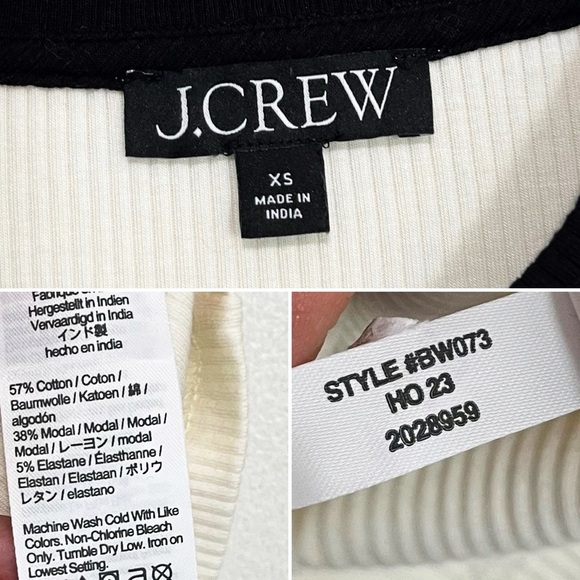 J.CREW
XS
MADE IN
INDIA
Hergestellt in Indien
Vervaardigd in India
インド製
hecho en india
57% Cotton / Coton /
Baumwolle / Katoen / 綿 /
algodón
38% Modal / Modal / Modal /
Modal / レーヨン / modal
5% Elastane / Élasthanne /
Elastan / Elastaan / ポリウ
レタン / elastano
Machine Wash Cold With Like
Colors. Non-Chlorine Bleach
Only. Tumble Dry Low. Iron on
Lowest Setting.
STYLE #BW073
HO 23
2028959